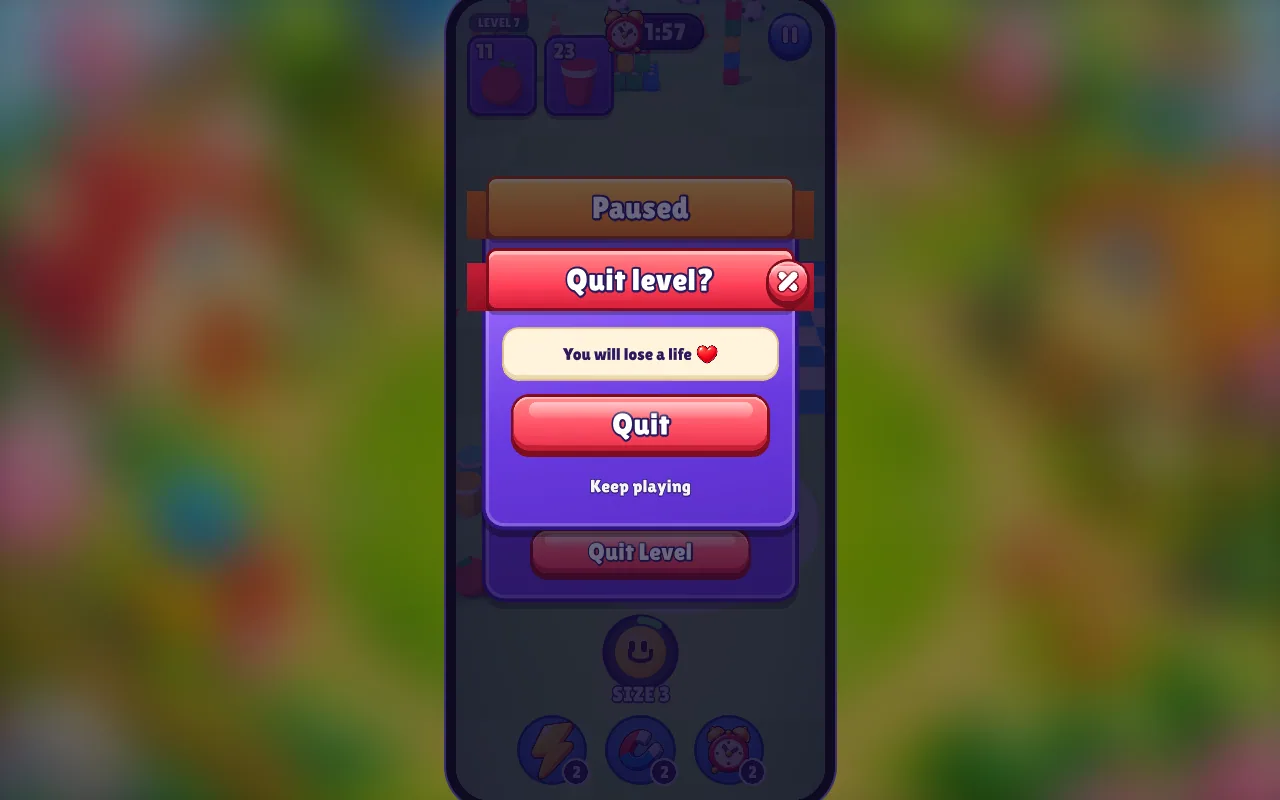 LEVEL 7
1:57
11
23
Paused
Quit level?
You will lose a life
Quit
Keep playing
Quit Level
SIZE 3
2
2
2